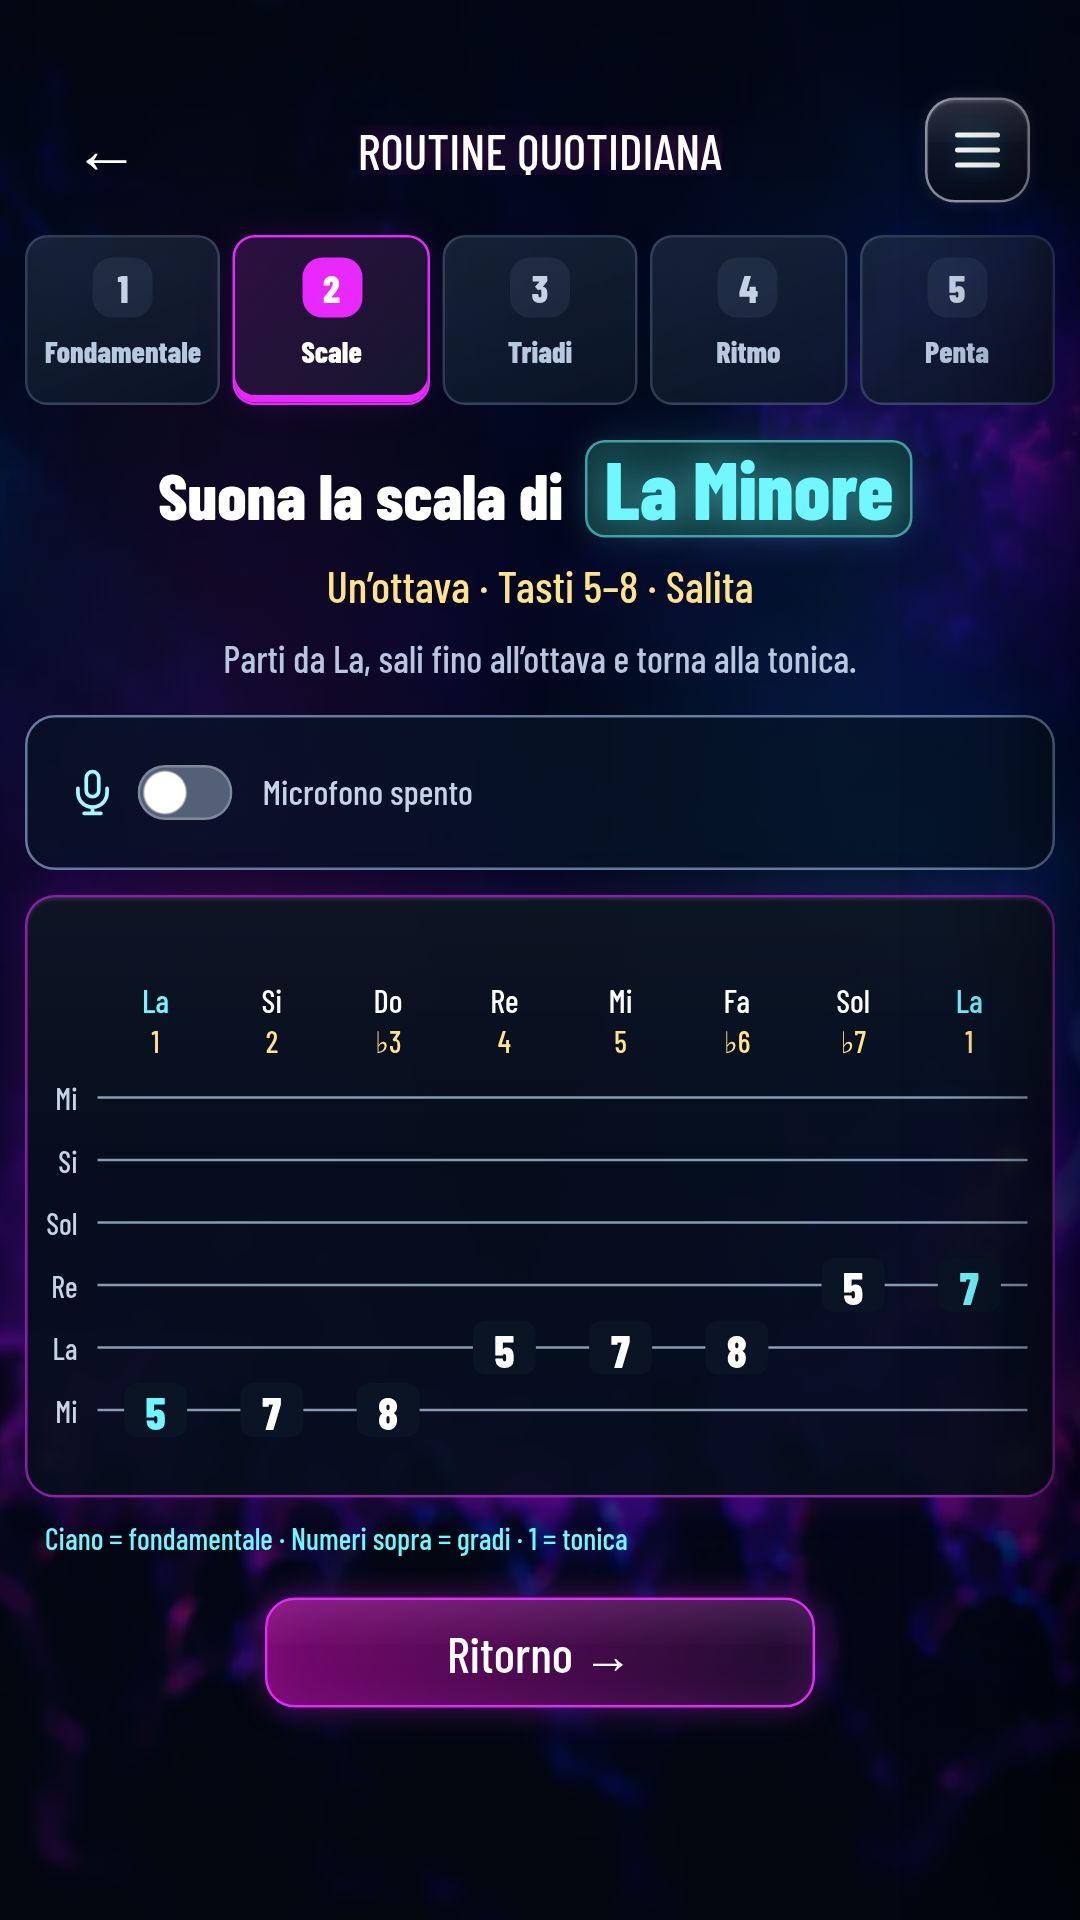 ← ROUTINE QUOTIDIANA
1 2 3 4 5
Fondamentale Scale Triadi Ritmo Penta
Suona la scala di La Minore
Un’ottava · Tasti 5–8 · Salita
Parti da La, sali fino all’ottava e torna alla tonica.
Microfono spento
La Si Do Re Mi Fa Sol La
1 2 ♭3 4 5 ♭6 ♭7 1
Mi
Si
Sol
Re 5 7
La 5 7 8
Mi 5 7 8
Ciano = fondamentale · Numeri sopra = gradi · 1 = tonica
Ritorno →